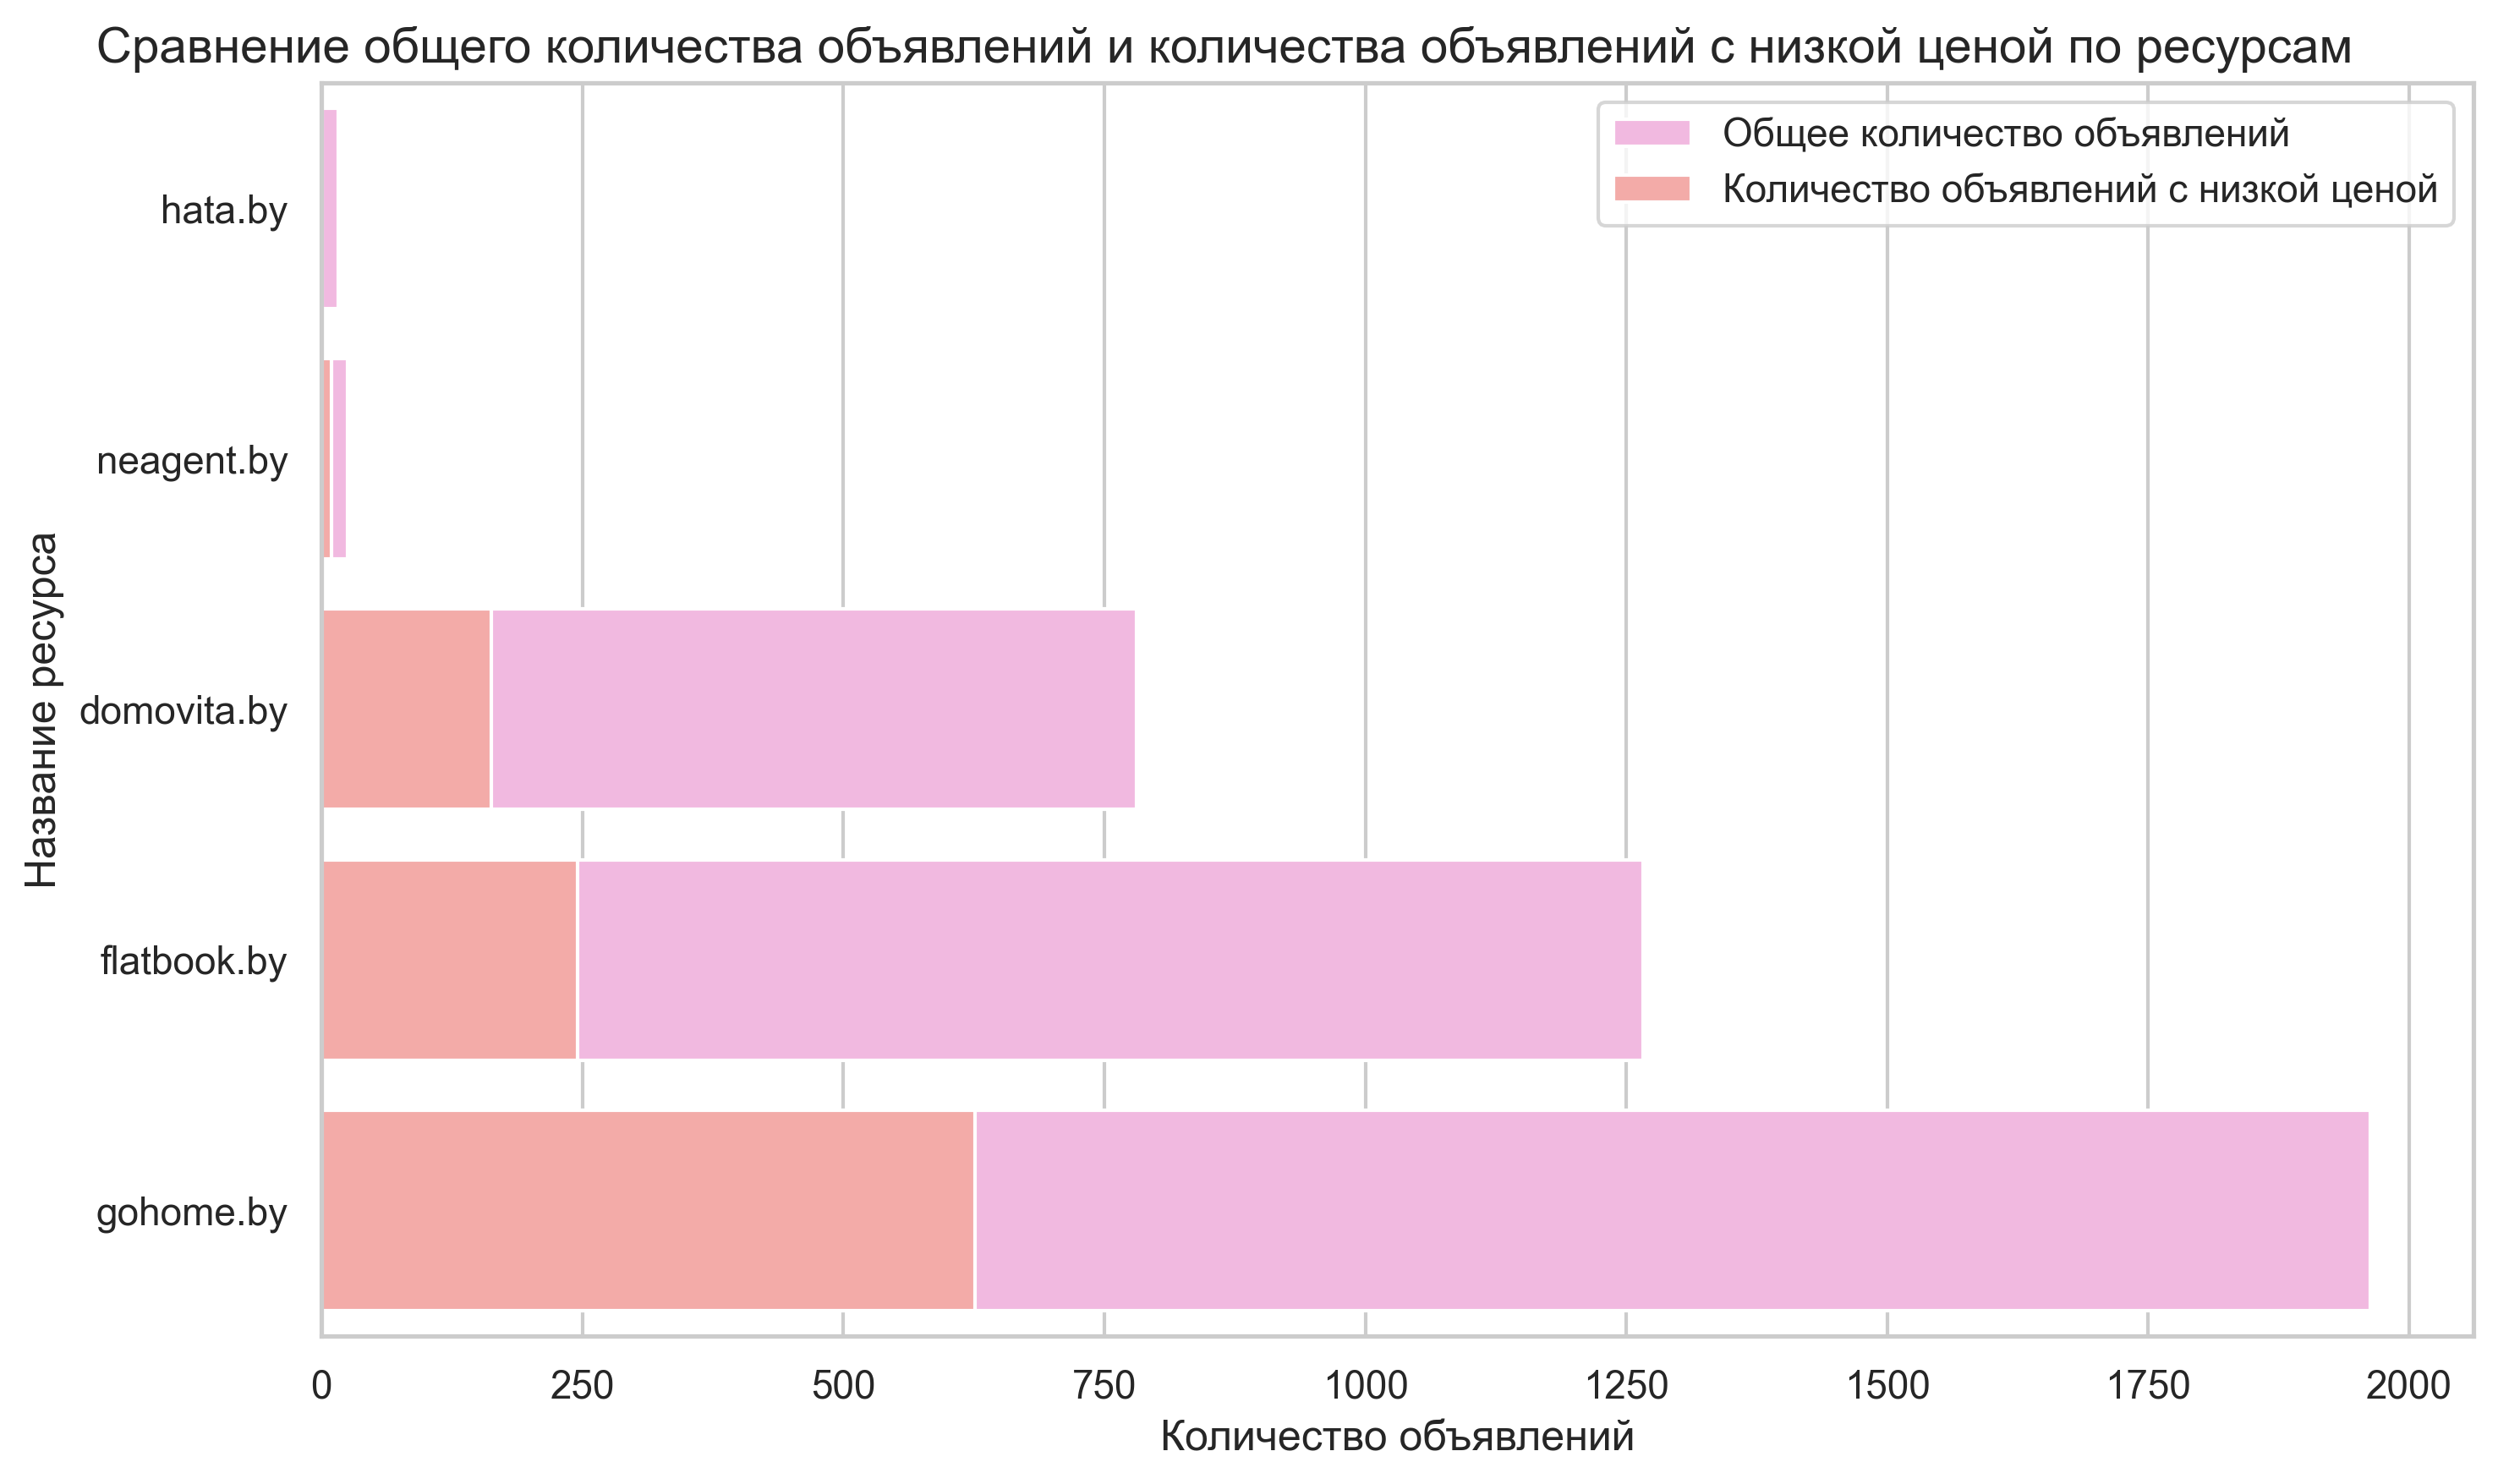 Сравнение общего количества объявлений и количества объявлений с низкой ценой по ресурсам
Общее количество объявлений
Количество объявлений с низкой ценой
Название ресурса
hata.by
neagent.by
domovita.by
flatbook.by
gohome.by
0 250 500 750 1000 1250 1500 1750 2000
Количество объявлений